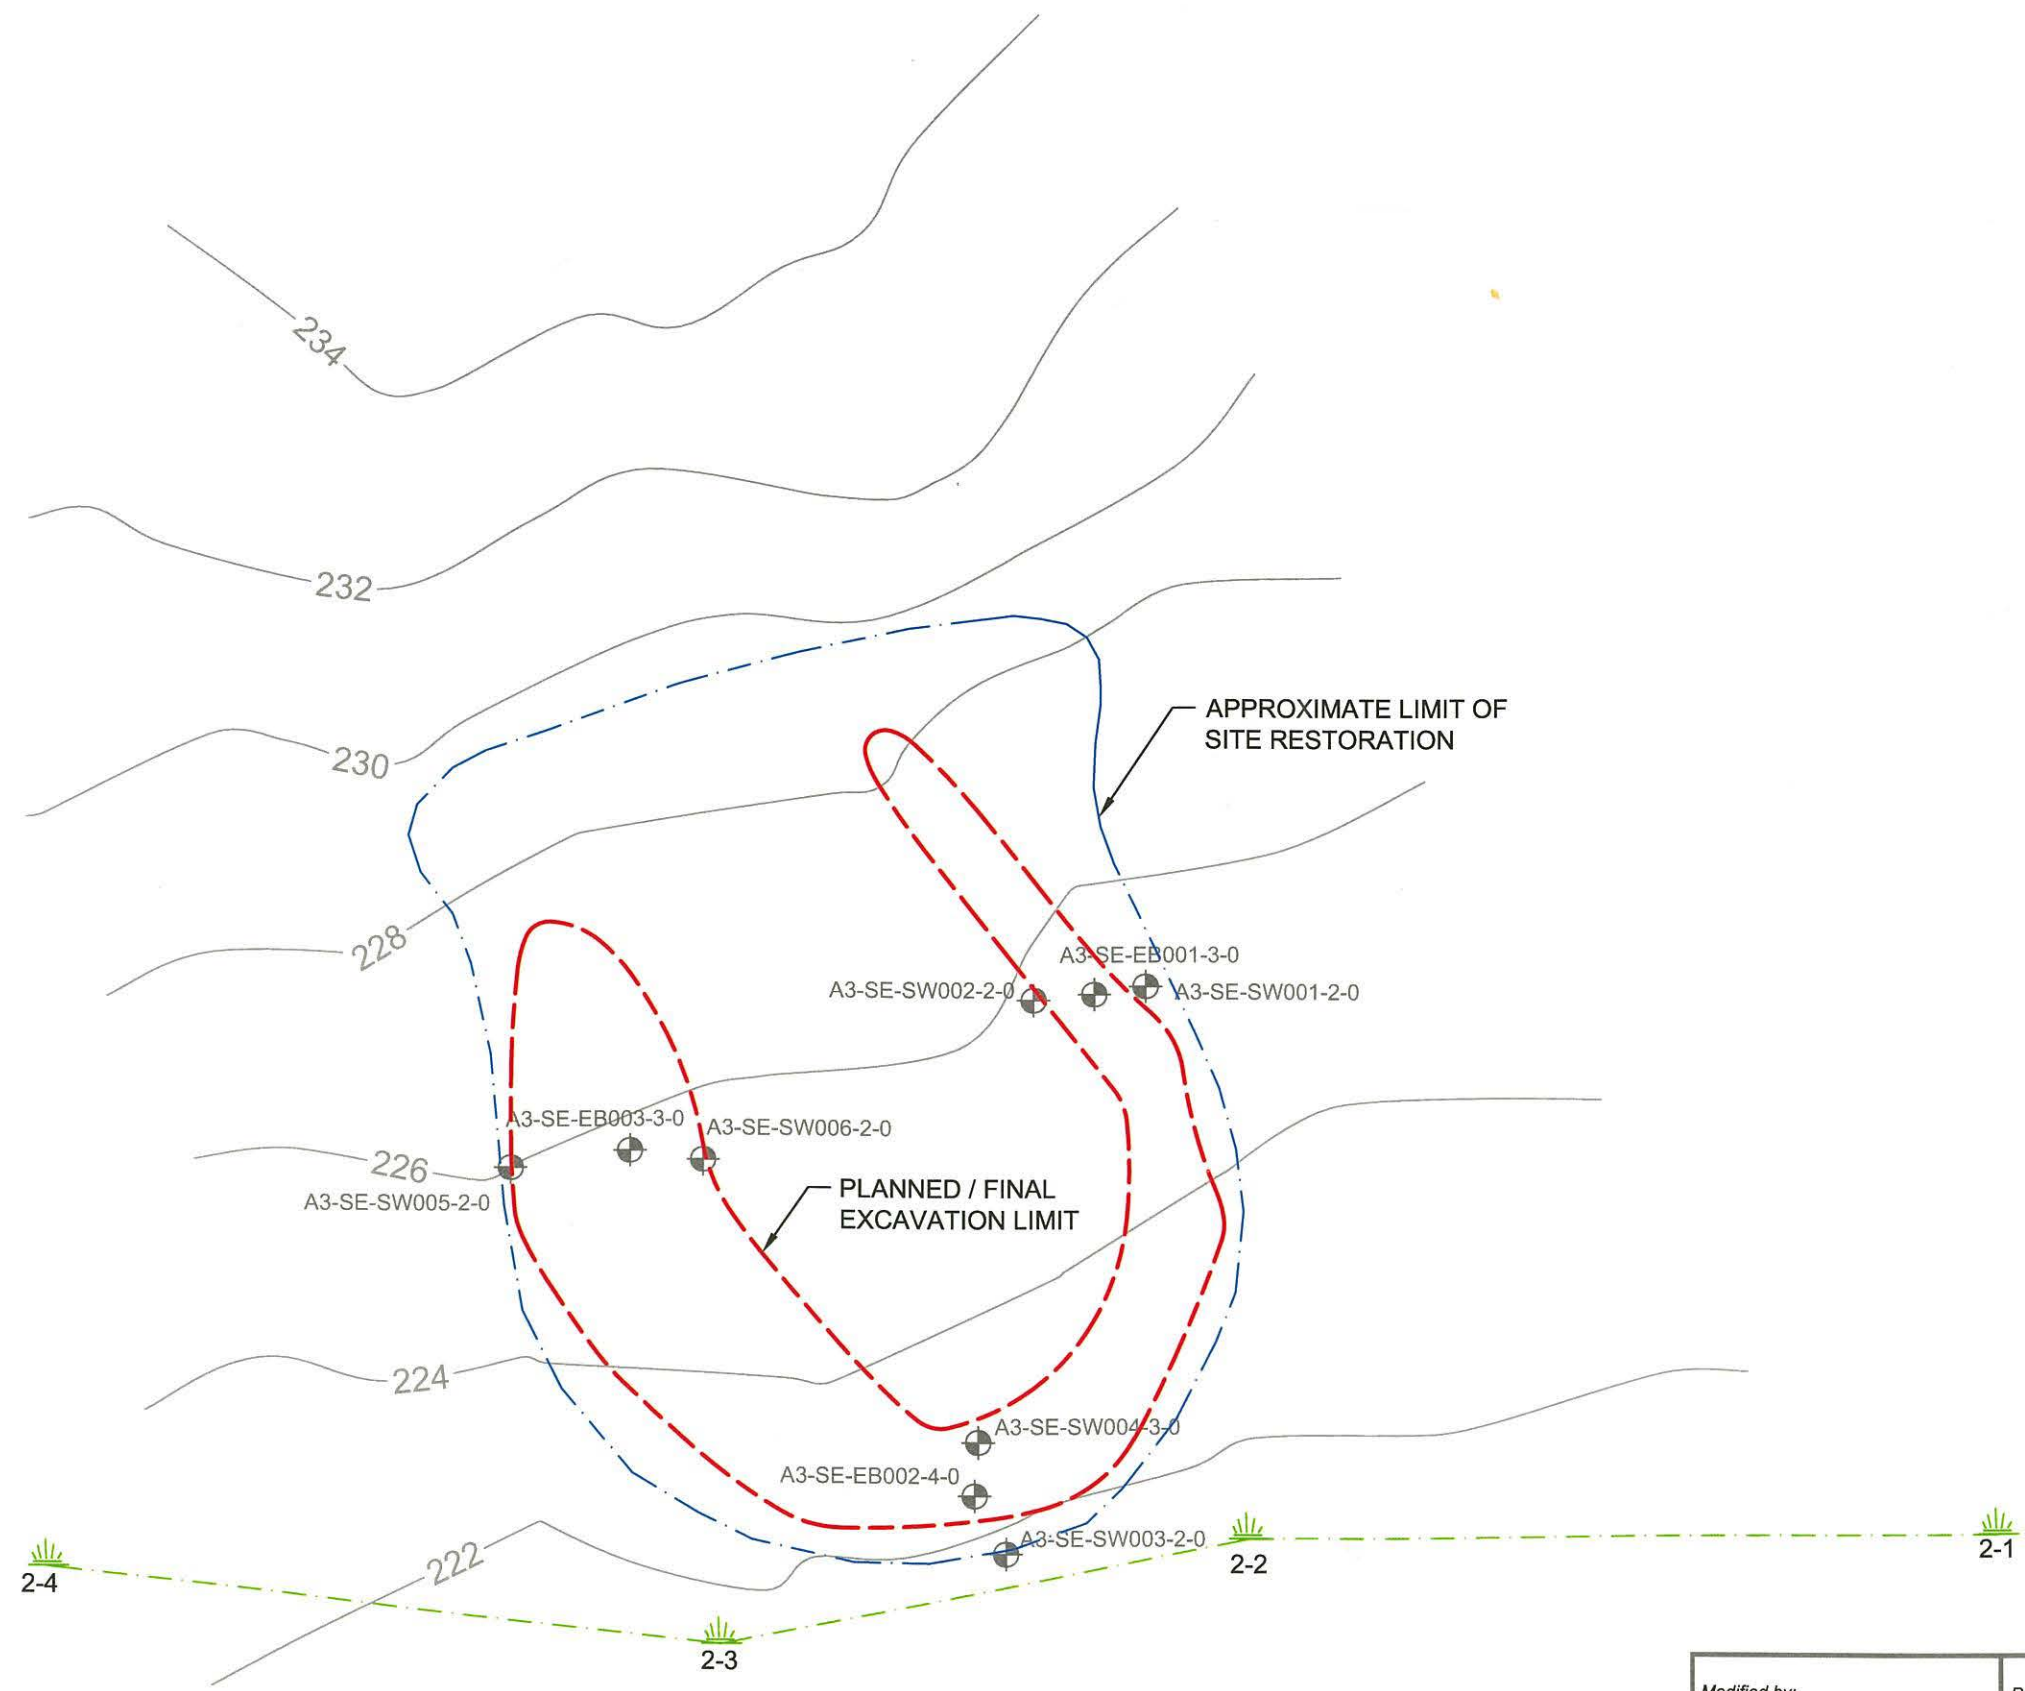 234
232
APPROXIMATE LIMIT OF
SITE RESTORATION
230
228
A3-SE-EB001-3-0
A3-SE-SW002-2-0
A3-SE-SW001-2-0
A3-SE-EB003-3-0
A3-SE-SW006-2-0
226
A3-SE-SW005-2-0
PLANNED / FINAL
EXCAVATION LIMIT
224
A3-SE-SW004-3-0
A3-SE-EB002-4-0
A3-SE-SW003-2-0
222
2-4
2-2
2-1
2-3
Modified by: